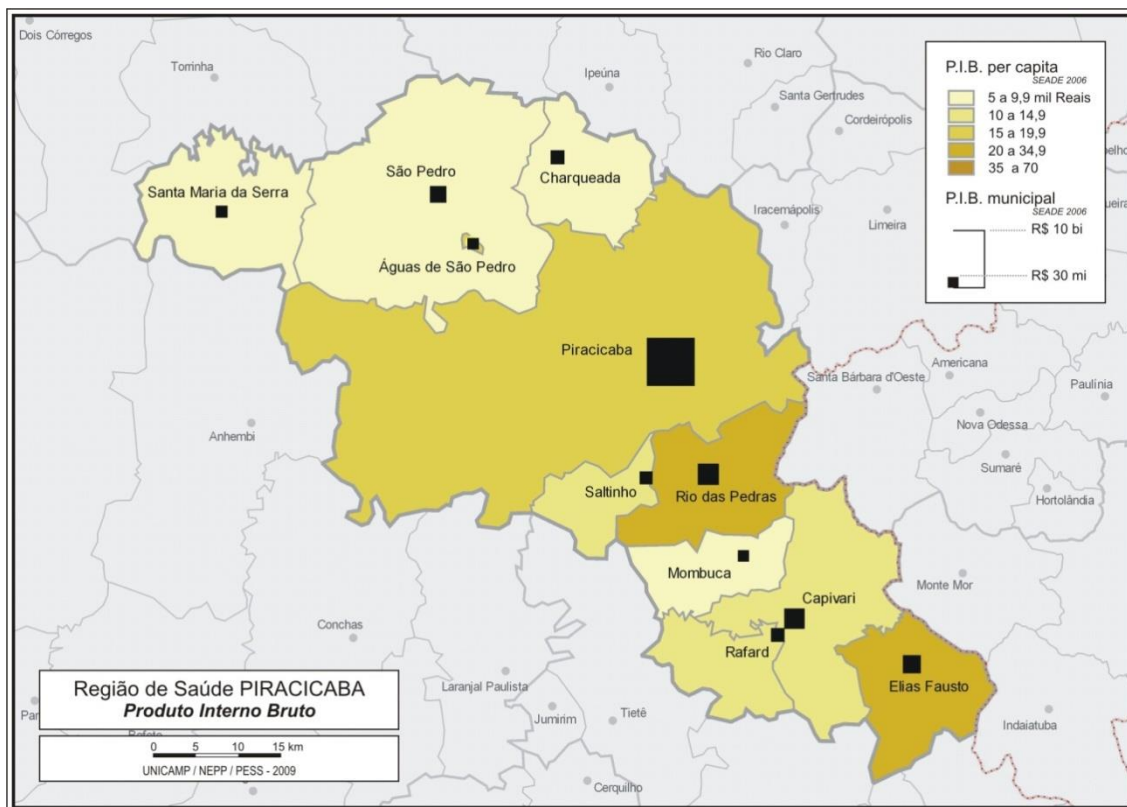 Dois Córregos
Torrinha
Ipeúna
Rio Claro
Santa Gertrudes
Cordeirópolis
P.I.B. per capita
SEADE 2006
5 a 9,9 mil Reais
10 a 14,9
15 a 19,9
20 a 34,9
35 a 70
P.I.B. municipal
SEADE 2006
R$ 10 bi
R$ 30 mi
Santa Maria da Serra
São Pedro
Charqueada
Iracemápolis
Limeira
Águas de São Pedro
Piracicaba
Santa Bárbara d'Oeste
Americana
Paulínia
Nova Odessa
Sumaré
Hortolândia
Anhembi
Saltinho
Rio das Pedras
Mombuca
Capivari
Monte Mor
Conchas
Rafard
Elias Fausto
Laranjal Paulista
Jumirim
Tietê
Indaiatuba
Cerquilho
Região de Saúde PIRACICABA
Produto Interno Bruto
0 5 10 15 km
UNICAMP / NEPP / PESS - 2009